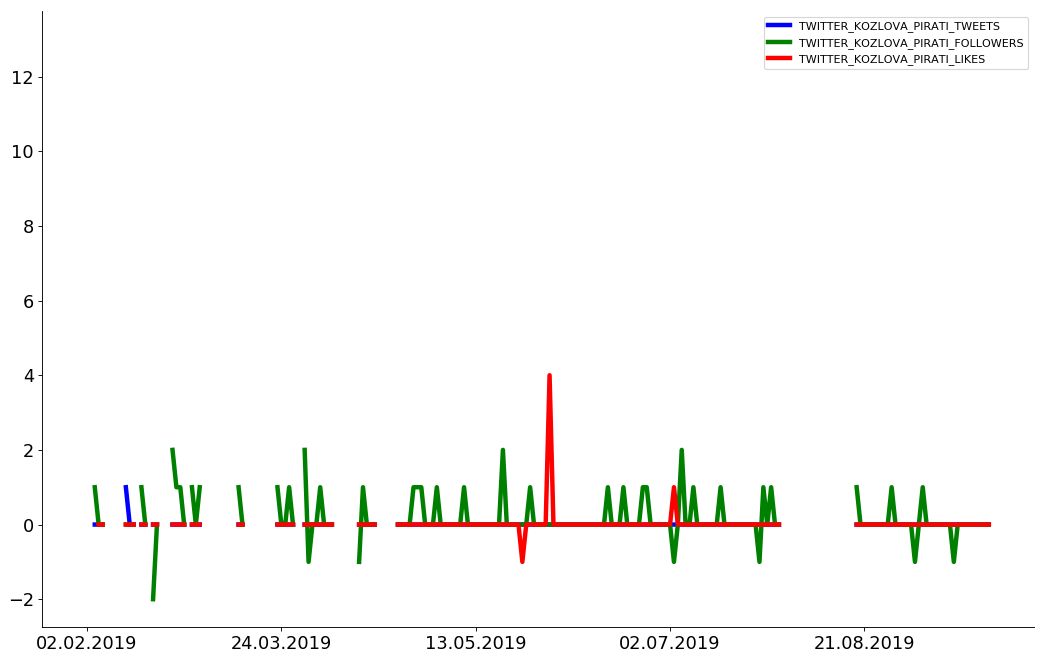 TWITTER_KOZLOVA_PIRATI_TWEETS
TWITTER_KOZLOVA_PIRATI_FOLLOWERS
TWITTER_KOZLOVA_PIRATI_LIKES
12
10
8
6
4
2
0
−2
02.02.2019 24.03.2019 13.05.2019 02.07.2019 21.08.2019